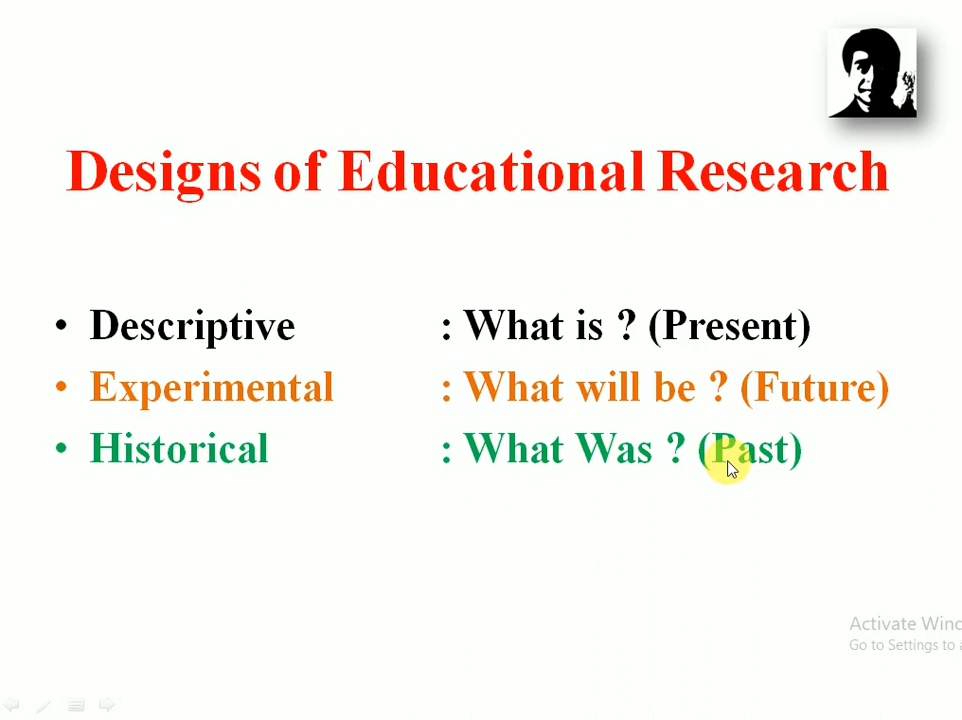 Designs of Educational Research
• Descriptive : What is ? (Present)
• Experimental : What will be ? (Future)
• Historical : What Was ? (Past)
Activate Winc
Go to Settings to a